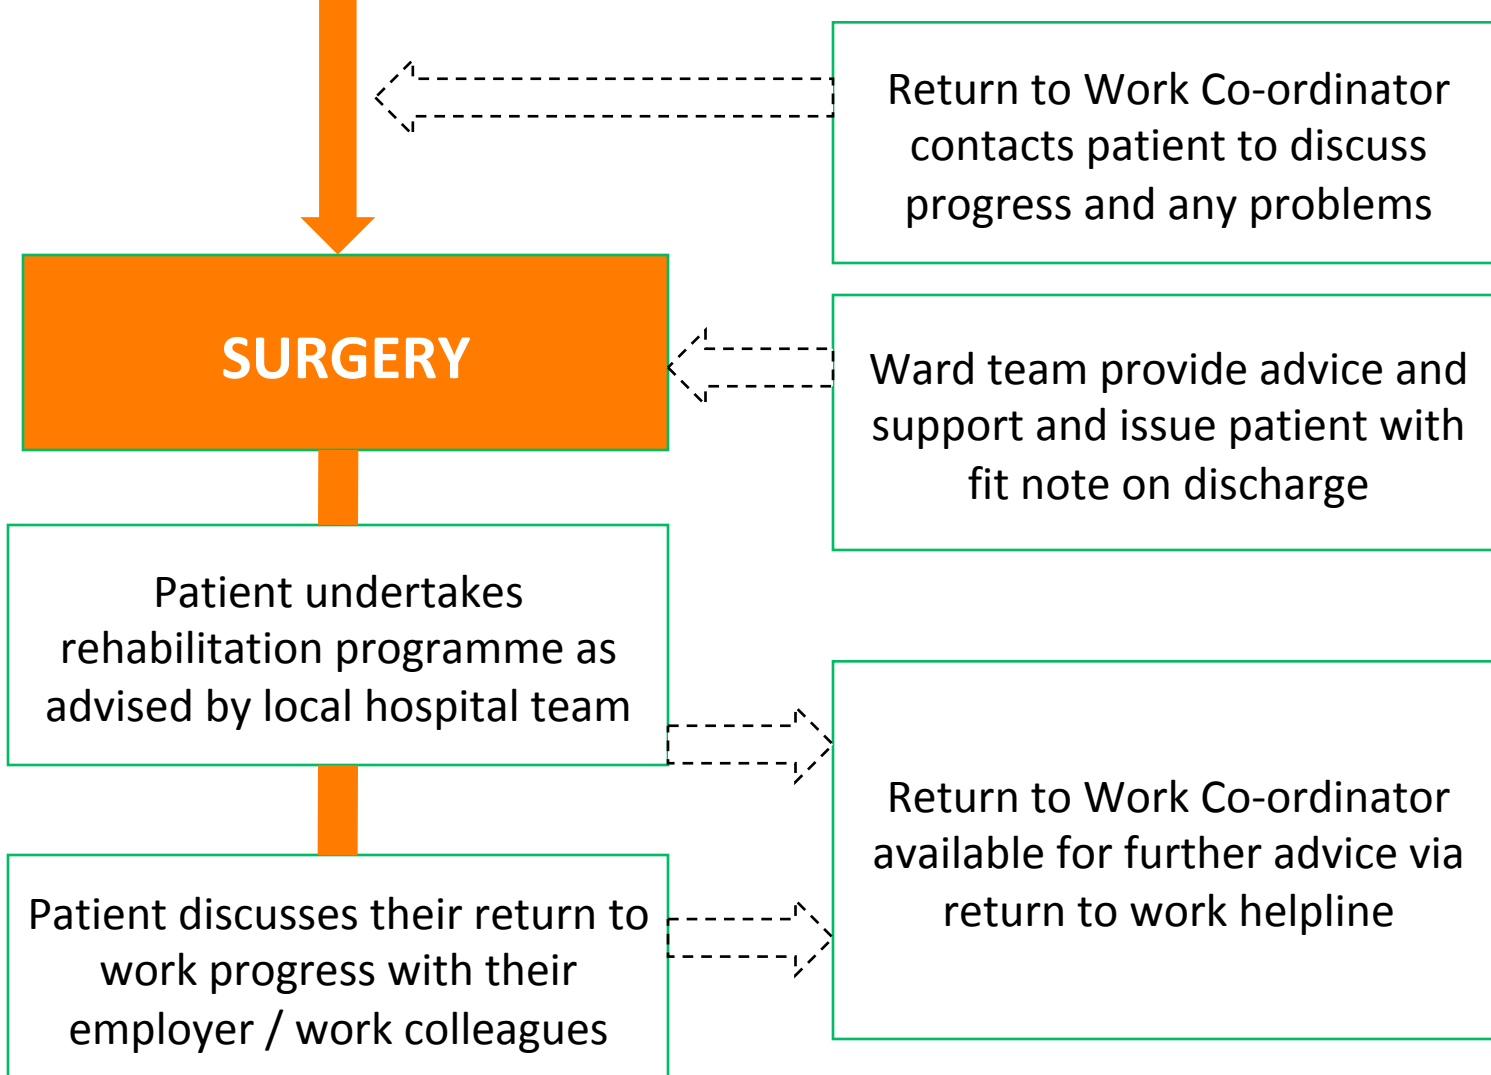 Return to Work Co-ordinator
contacts patient to discuss
progress and any problems
SURGERY
Ward team provide advice and
support and issue patient with
fit note on discharge
Patient undertakes
rehabilitation programme as
advised by local hospital team
Return to Work Co-ordinator
available for further advice via
return to work helpline
Patient discusses their return to
work progress with their
employer / work colleagues